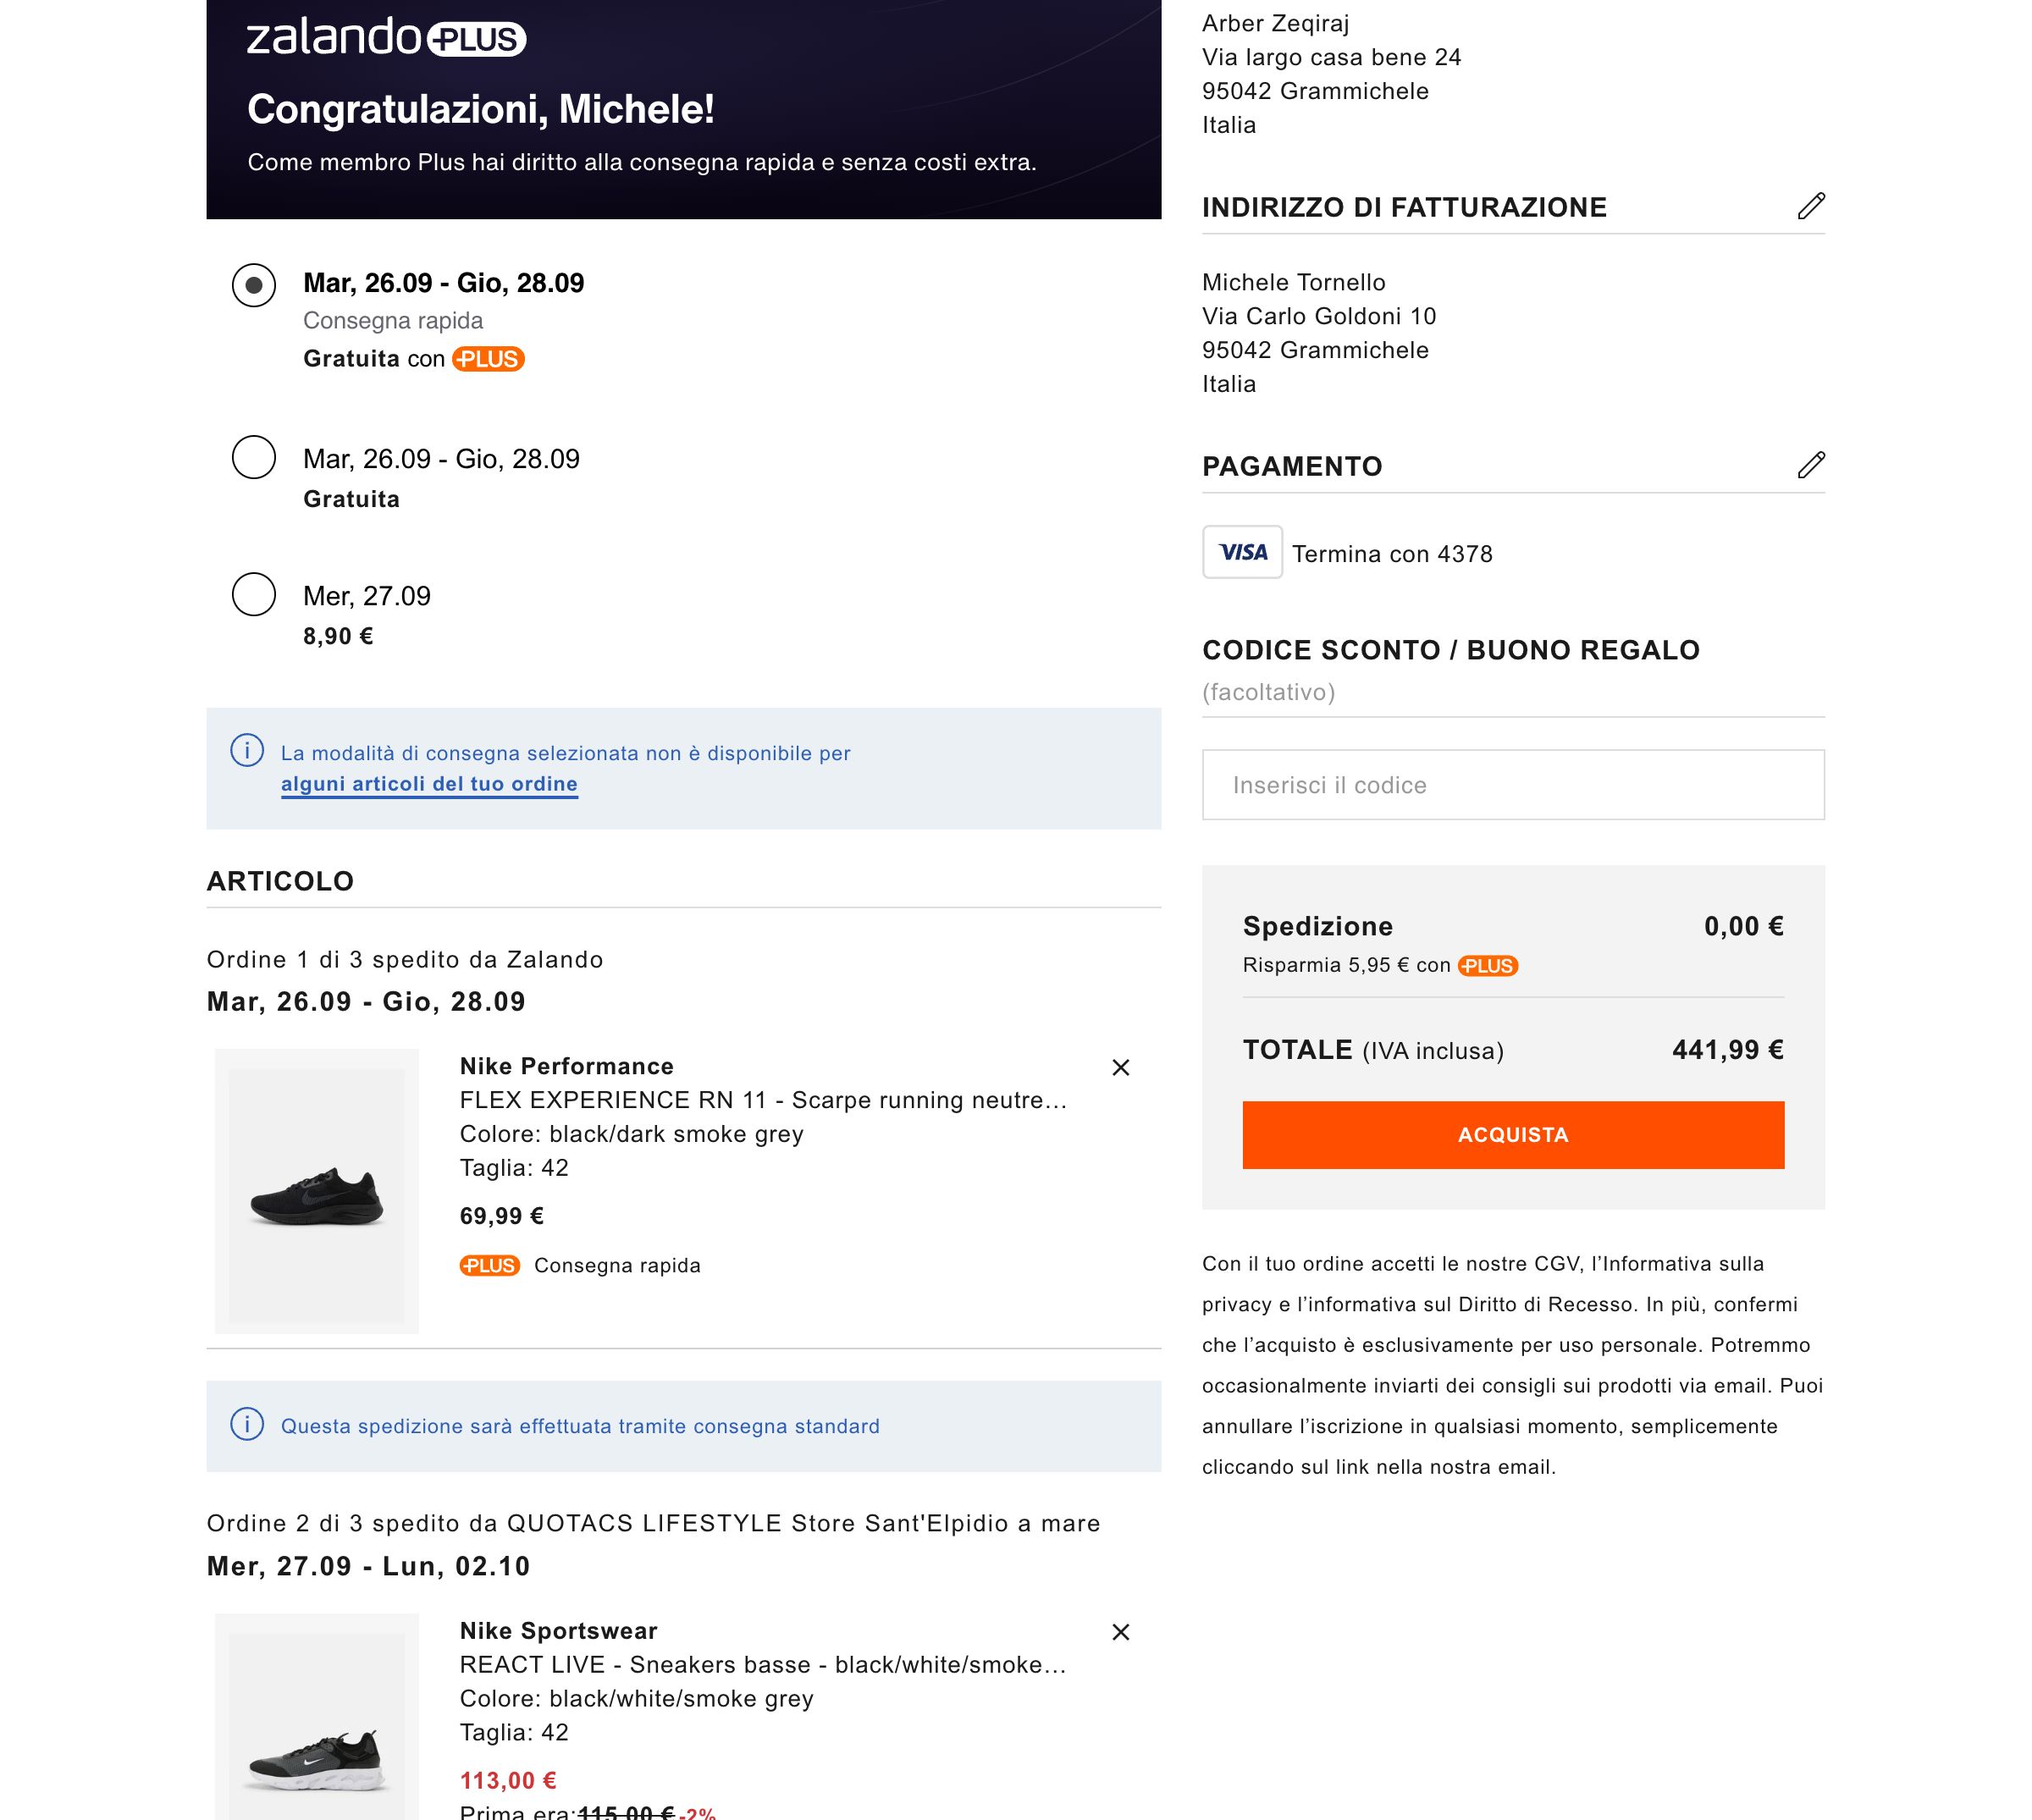 zalando PLUS
Congratulazioni, Michele!
Come membro Plus hai diritto alla consegna rapida e senza costi extra.
Mar, 26.09 - Gio, 28.09
Consegna rapida
Gratuita con PLUS
Mar, 26.09 - Gio, 28.09
Gratuita
Mer, 27.09
8,90 €
La modalità di consegna selezionata non è disponibile per
alguni articoli del tuo ordine
ARTICOLO
Ordine 1 di 3 spedito da Zalando
Mar, 26.09 - Gio, 28.09
Nike Performance
FLEX EXPERIENCE RN 11 - Scarpe running neutre…
Colore: black/dark smoke grey
Taglia: 42
69,99 €
PLUS Consegna rapida
Questa spedizione sarà effettuata tramite consegna standard
Ordine 2 di 3 spedito da QUOTACS LIFESTYLE Store Sant'Elpidio a mare
Mer, 27.09 - Lun, 02.10
Nike Sportswear
REACT LIVE - Sneakers basse - black/white/smoke…
Colore: black/white/smoke grey
Taglia: 42
113,00 €
Prima era: 115,00 € -2%
Arber Zeqiraj
Via largo casa bene 24
95042 Grammichele
Italia
INDIRIZZO DI FATTURAZIONE
Michele Tornello
Via Carlo Goldoni 10
95042 Grammichele
Italia
PAGAMENTO
VISA Termina con 4378
CODICE SCONTO / BUONO REGALO
(facoltativo)
Inserisci il codice
Spedizione 0,00 €
Risparmia 5,95 € con PLUS
TOTALE (IVA inclusa) 441,99 €
ACQUISTA
Con il tuo ordine accetti le nostre CGV, l’Informativa sulla
privacy e l’informativa sul Diritto di Recesso. In più, confermi
che l’acquisto è esclusivamente per uso personale. Potremmo
occasionalmente inviarti dei consigli sui prodotti via email. Puoi
annullare l’iscrizione in qualsiasi momento, semplicemente
cliccando sul link nella nostra email.